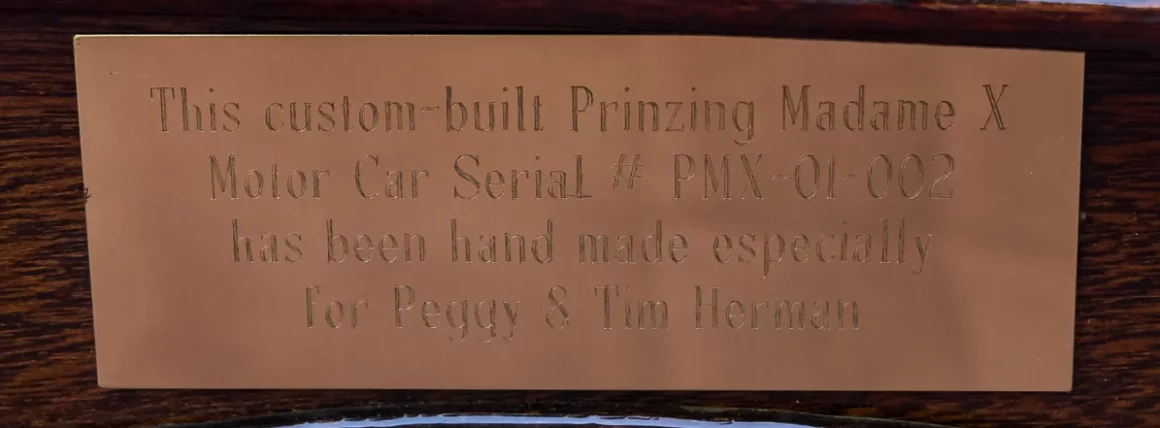 This custom-built Prinzing Madame X
Motor Car Serial # PMX-01-002
has been hand made especially
for Peggy & Tim Herman